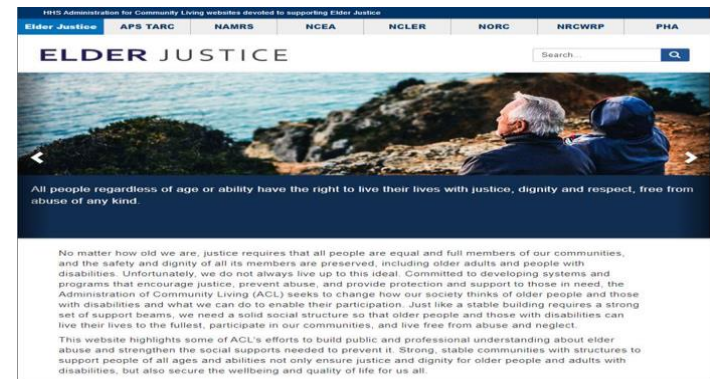 HHS Administration for Community Living websites devoted to supporting Elder Justice
Elder Justice APS TARC NAMRS NCEA NCLER NORC NRCWRP PHA
ELDER JUSTICE
Search...
All people regardless of age or ability have the right to live their lives with justice, dignity and respect, free from
abuse of any kind.
No matter how old we are, justice requires that all people are equal and full members of our communities,
and the safety and dignity of all its members are preserved, including older adults and people with
disabilities. Unfortunately, we do not always live up to this ideal. Committed to developing systems and
programs that encourage justice, prevent abuse, and provide protection and support to those in need, the
Administration of Community Living (ACL) seeks to change how our society thinks of older people and those
with disabilities and what we can do to enable their participation. Just like a stable building requires a strong
set of support beams, we need a solid social structure so that older people and those with disabilities can
live their lives to the fullest, participate in our communities, and live free from abuse and neglect.
This website highlights some of ACL's efforts to build public and professional understanding about elder
abuse and strengthen the social supports needed to prevent it. Strong, stable communities with structures to
support people of all ages and abilities not only ensure justice and dignity for older people and adults with
disabilities, but also secure the wellbeing and quality of life for us all.